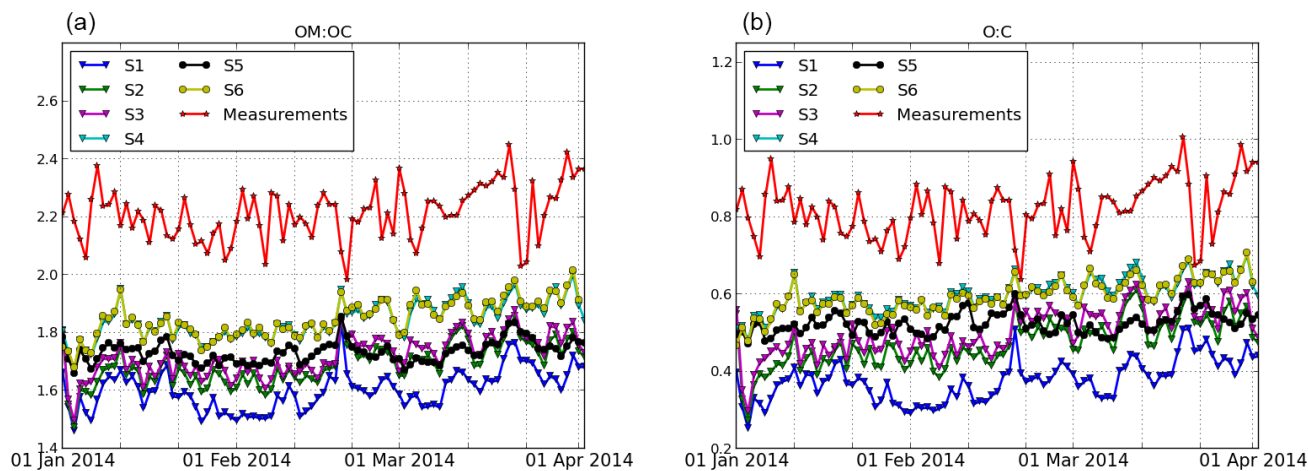 (a)
OM:OC
S1 S5
S2 S6
S3 Measurements
S4
2.6
2.4
2.2
2.0
1.8
1.6
1.4
01 Jan 2014 01 Feb 2014 01 Mar 2014 01 Apr 2014
(b)
O:C
1.2
S1 S5
S2 S6
S3 Measurements
S4
1.0
0.8
0.6
0.4
0.2
01 Jan 2014 01 Feb 2014 01 Mar 2014 01 Apr 2014